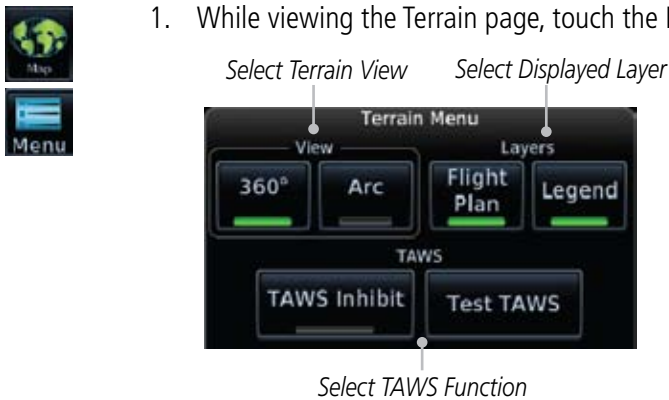 Map
Menu
1. While viewing the Terrain page, touch the
Select Terrain View Select Displayed Layer
Terrain Menu
View Layers
360° Arc Flight Plan Legend
TAWS
TAWS Inhibit Test TAWS
Select TAWS Function